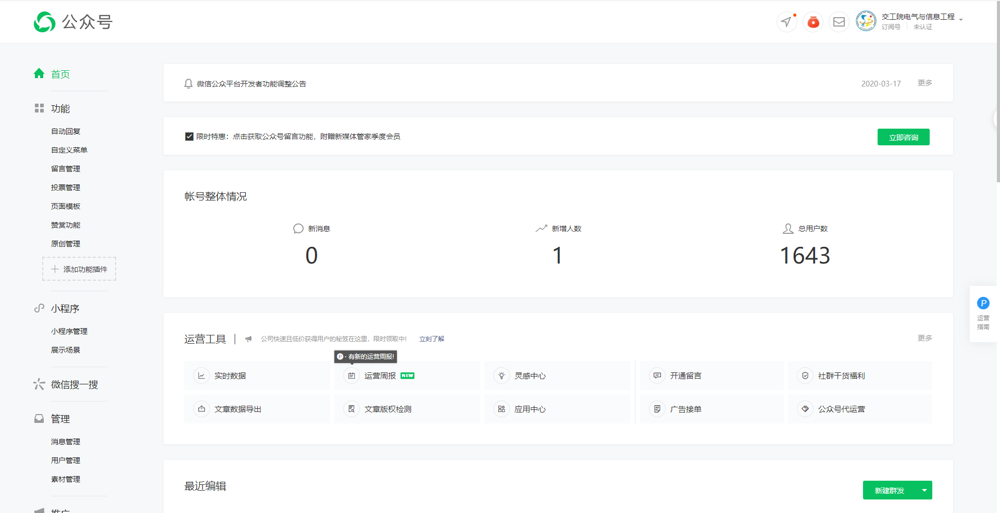 公众号
交工院电气与信息工程
订阅号 未认证
首页
功能
自动回复
自定义菜单
留言管理
投票管理
页面模板
赞赏功能
原创管理
添加功能插件
小程序
小程序管理
展示场景
微信搜一搜
管理
消息管理
用户管理
素材管理
推广
微信公众平台开发者功能调整公告 2020-03-17 更多
限时特惠：点击获取公众号留言功能，附赠新媒体管家季度会员 立即咨询
帐号整体情况
新消息 新增人数 总用户数
0 1 1643
运营工具 公司快速且低价获得用户的秘笈在这里，限时领取中! 立刻了解 更多
· 有新的运营周报!
实时数据 运营周报 NEW 灵感中心 开通留言 社群干货福利
文章数据导出 文章版权检测 应用中心 广告接单 公众号代运营
最近编辑 新建群发
P
运营
指南